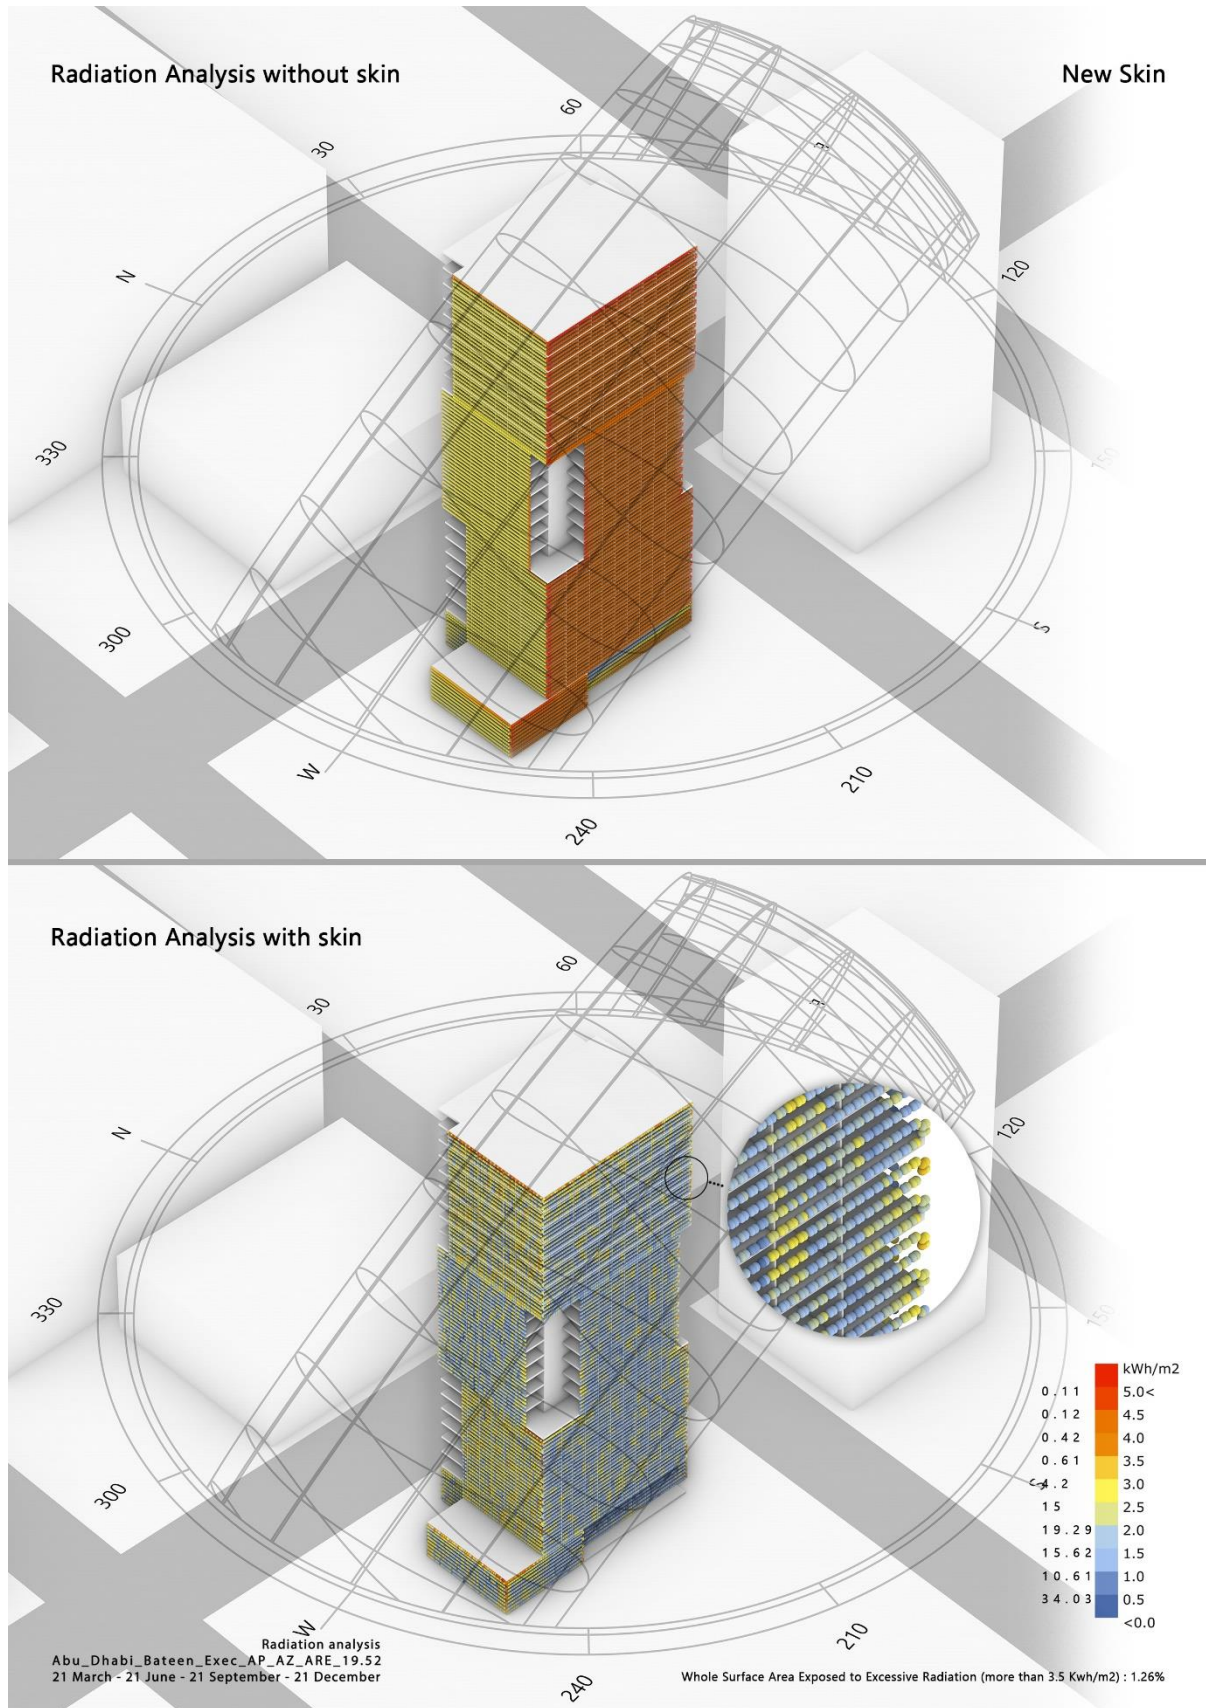 Radiation Analysis without skin
New Skin
60
30
N
120
330
150
300
S
W
210
240
Radiation Analysis with skin
60
30
N
120
330
150
kWh/m2
0.11
5.0<
0.12
4.5
0.42
4.0
0.61
3.5
4.2
3.0
15
2.5
19.29
2.0
15.62
1.5
10.61
1.0
34.03
0.5
<0.0
300
S
W
210
240
Radiation analysis
Abu_Dhabi_Bateen_Exec_AP_AZ_ARE_19.52
21 March - 21 June - 21 September - 21 December
Whole Surface Area Exposed to Excessive Radiation (more than 3.5 Kwh/m2) : 1.26%